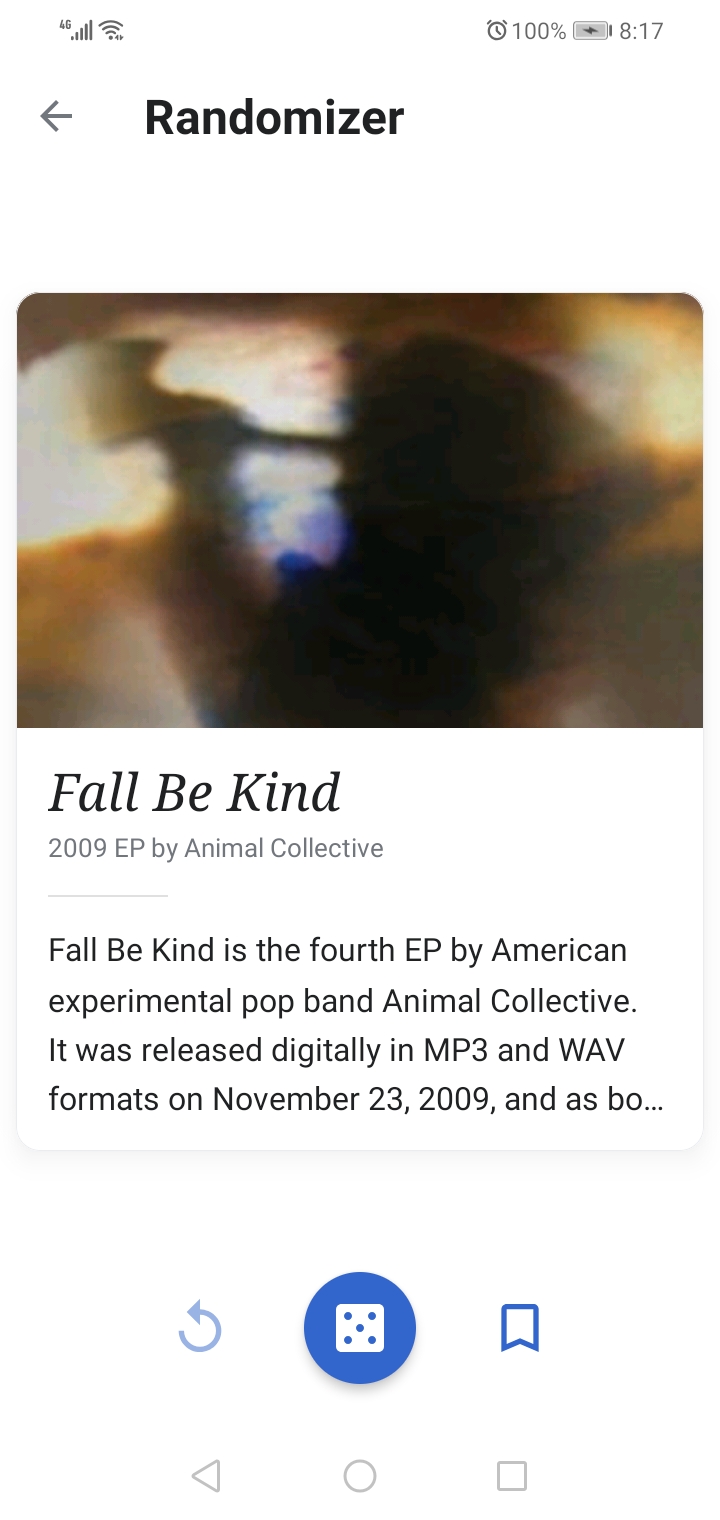 4G 100% 8:17
Randomizer
Fall Be Kind
2009 EP by Animal Collective
Fall Be Kind is the fourth EP by American
experimental pop band Animal Collective.
It was released digitally in MP3 and WAV
formats on November 23, 2009, and as bo…